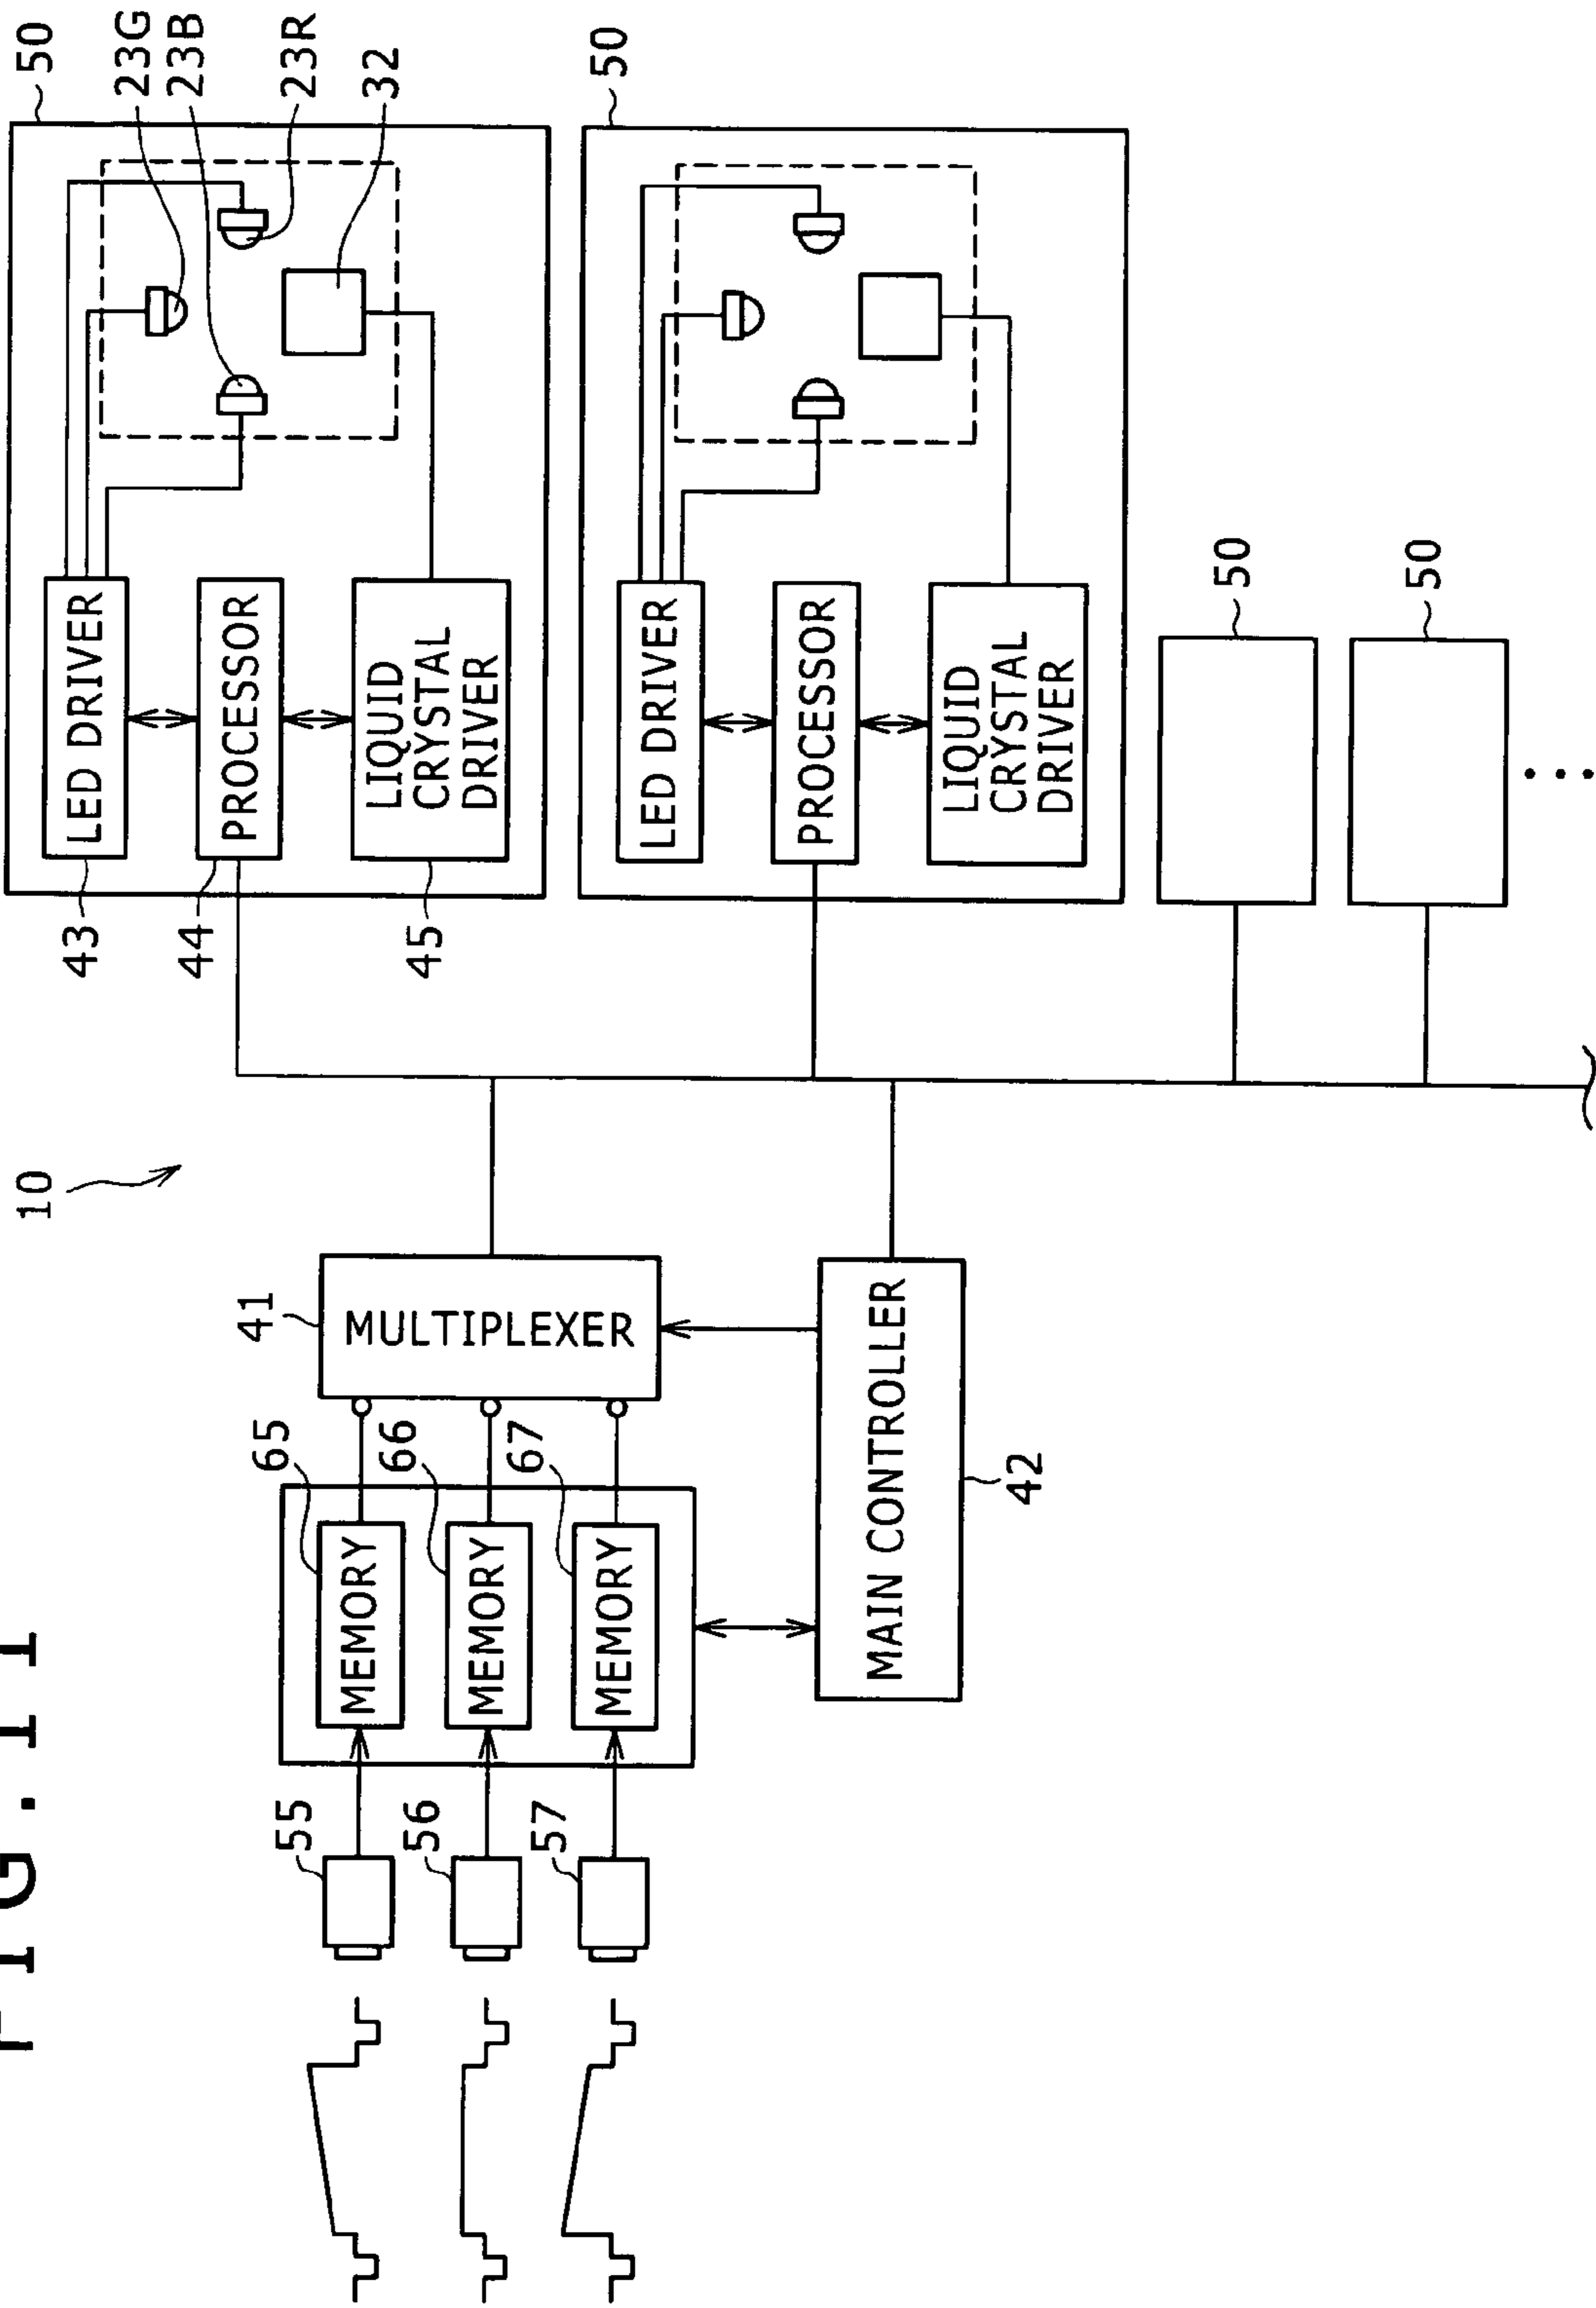 FIG.11
10
50
23G
23B
23R
32
43
LED DRIVER
44
PROCESSOR
45
LIQUID
CRYSTAL
DRIVER
50
LED DRIVER
PROCESSOR
LIQUID
CRYSTAL
DRIVER
50
50
55
56
57
65
MEMORY
66
MEMORY
67
MEMORY
41
MULTIPLEXER
MAIN CONTROLLER
42